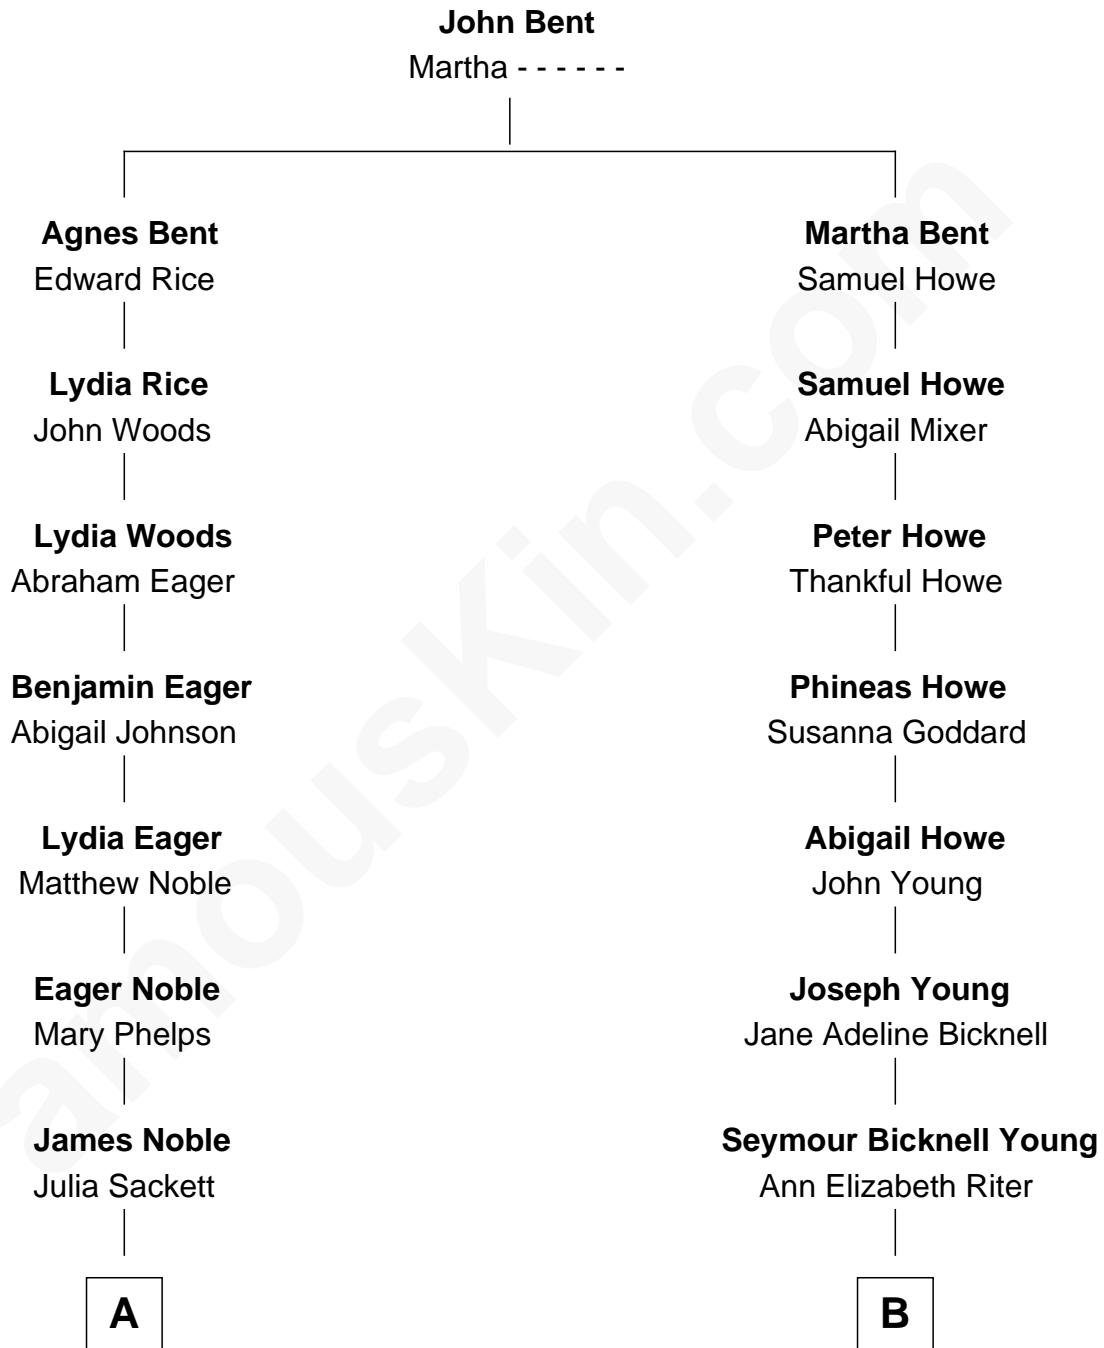 John Bent
Martha - - - - - -
Agnes Bent
Edward Rice
Martha Bent
Samuel Howe
Lydia Rice
John Woods
Samuel Howe
Abigail Mixer
Lydia Woods
Abraham Eager
Peter Howe
Thankful Howe
Benjamin Eager
Abigail Johnson
Phineas Howe
Susanna Goddard
Lydia Eager
Matthew Noble
Abigail Howe
John Young
Eager Noble
Mary Phelps
Joseph Young
Jane Adeline Bicknell
James Noble
Julia Sackett
Seymour Bicknell Young
Ann Elizabeth Riter
A
B
amousKin.com